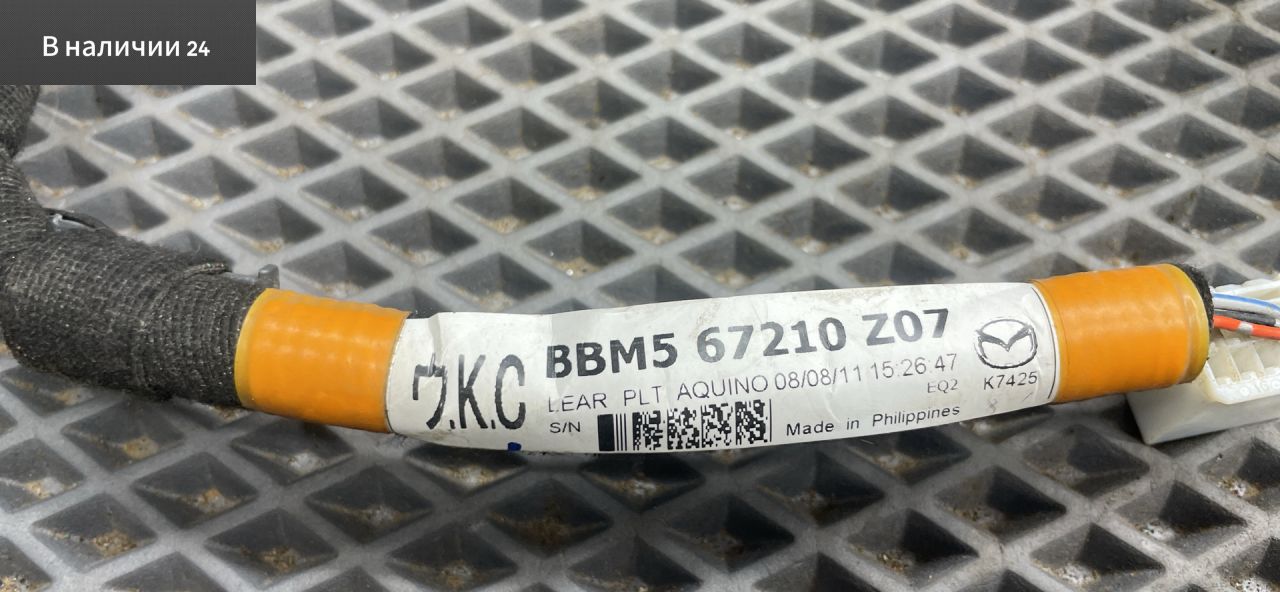 В наличии 24
ウ.K.C
BBM5 67210 Z07
LEAR PLT AQUINO 08/08/11 15:26:47
EQ2 K7425
S/N
Made in Philippines